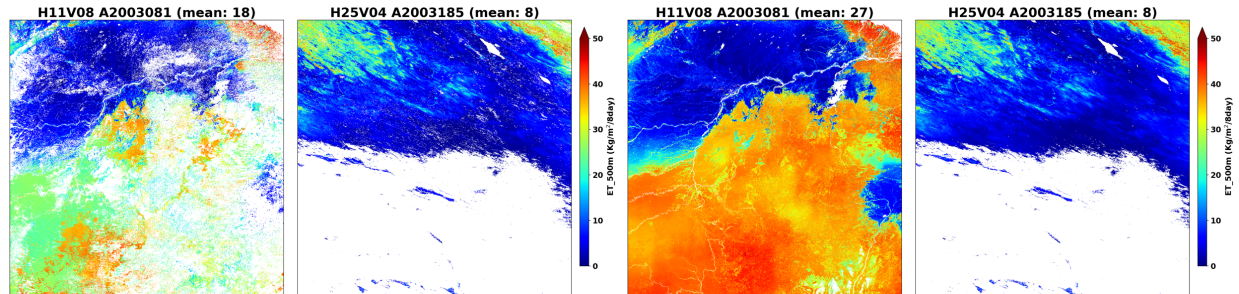 H11V08 A2003081 (mean: 18)
H25V04 A2003185 (mean: 8)
50
40
30
20
10
0
ET_500m (Kg/m²/8day)
H11V08 A2003081 (mean: 27)
H25V04 A2003185 (mean: 8)
50
40
30
20
10
0
ET_500m (Kg/m²/8day)